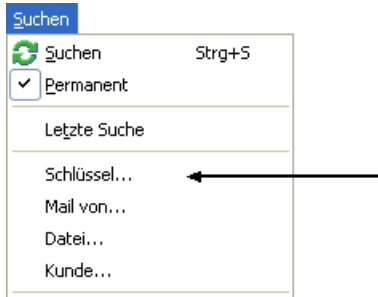 Suchen
Suchen Strg+S
Permanent
Letzte Suche
Schlüssel...
Mail von...
Datei...
Kunde...